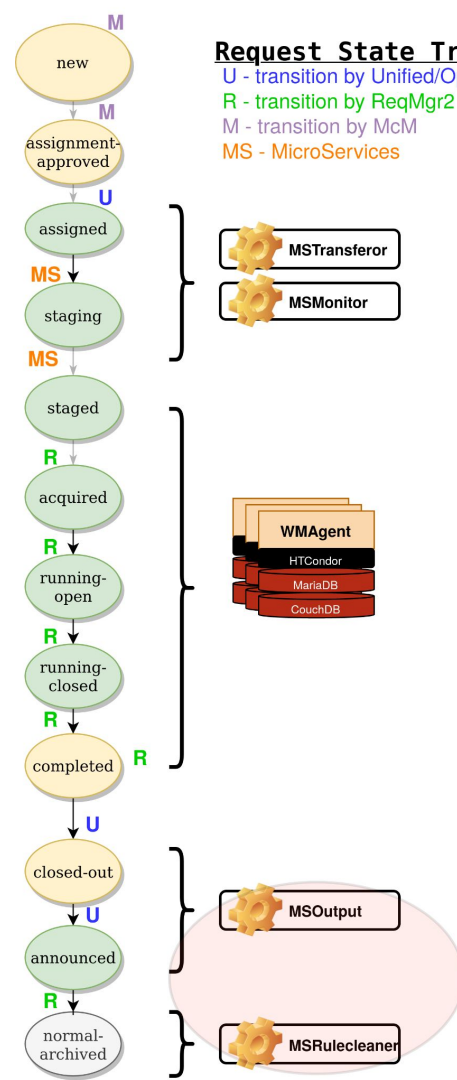 M
new
Request State Tr
U - transition by Unified/O
R - transition by ReqMgr2
M - transition by McM
MS - MicroServices
M
assignment-
approved
U
assigned
MSTransferor
MS
MSMonitor
staging
MS
staged
R
acquired
R
running-
open
WMAgent
HTCondor
MariaDB
CouchDB
R
running-
closed
R
completed
R
U
closed-out
MSOutput
U
announced
R
normal-
archived
MSRulecleaner